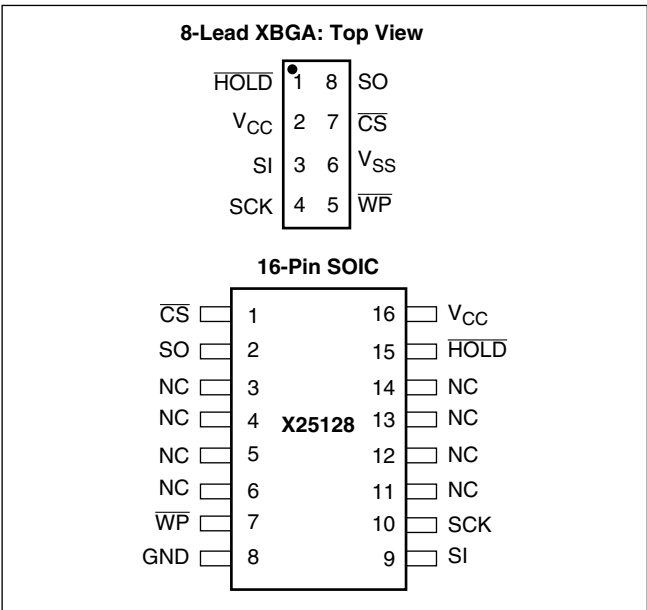 8-Lead XBGA: Top View
HOLD 1 8 SO
VCC 2 7 CS
SI 3 6 VSS
SCK 4 5 WP
16-Pin SOIC
CS 1 16 VCC
SO 2 15 HOLD
NC 3 14 NC
NC 4 X25128 13 NC
NC 5 12 NC
NC 6 11 NC
WP 7 10 SCK
GND 8 9 SI